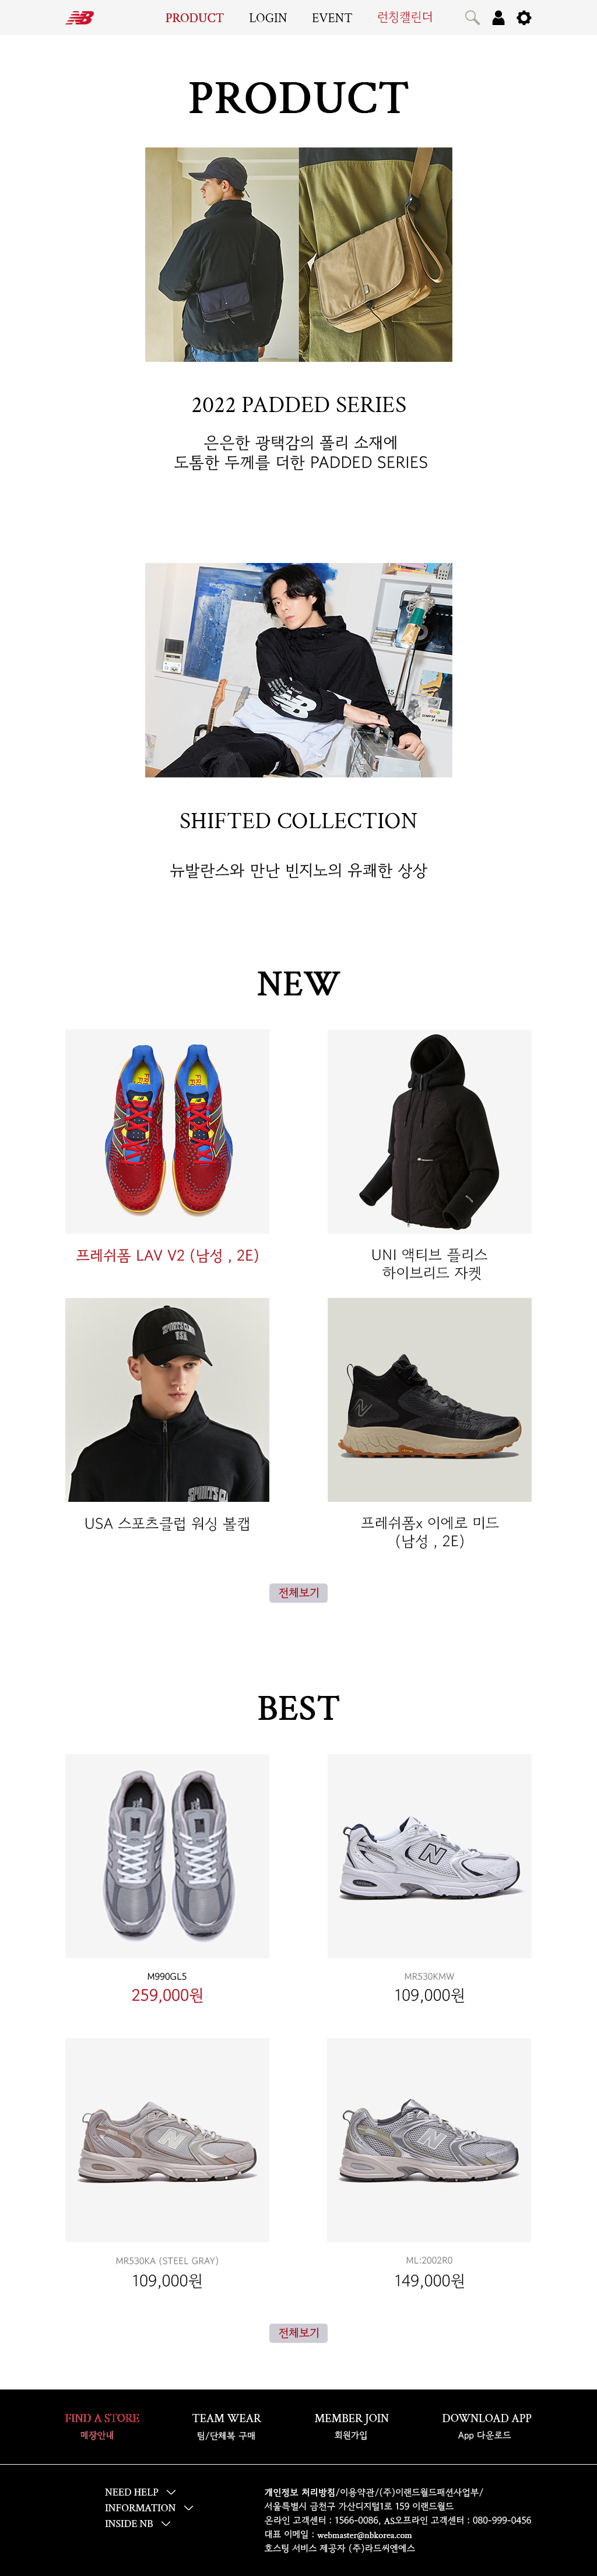 NB
PRODUCT LOGIN EVENT 런칭캘린더
PRODUCT
2022 PADDED SERIES
은은한 광택감의 폴리 소재에
도톰한 두께를 더한 PADDED SERIES
SHIFTED COLLECTION
뉴발란스와 만난 빈지노의 유쾌한 상상
NEW
프레쉬폼 LAV V2 (남성 , 2E)
UNI 액티브 플리스
하이브리드 자켓
SPORTS CLUB
USA
USA 스포츠클럽 워싱 볼캡
프레쉬폼x 이에로 미드
(남성 , 2E)
전체보기
BEST
M990GL5
259,000원
MR530KMW
109,000원
MR530KA (STEEL GRAY)
109,000원
ML:2002R0
149,000원
전체보기
FIND A STORE
매장안내
TEAM WEAR
팀/단체복 구매
MEMBER JOIN
회원가입
DOWNLOAD APP
App 다운로드
NEED HELP
INFORMATION
INSIDE NB
개인정보 처리방침/이용약관/(주)이랜드월드패션사업부/
서울특별시 금천구 가산디지털1로 159 이랜드월드
온라인 고객센터 : 1566-0086, AS오프라인 고객센터 : 080-999-0456
대표 이메일 : webmaster@nbkorea.com
호스팅 서비스 제공자 (주)라드씨엔에스